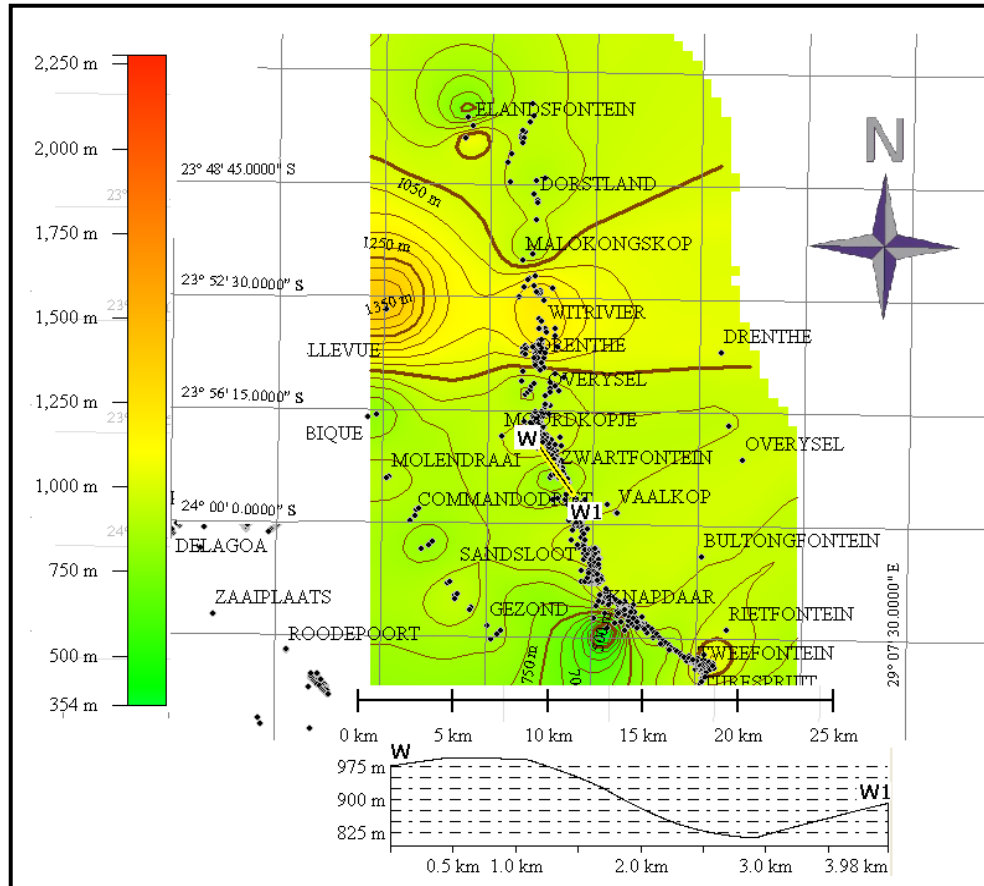 2,250 m
2,000 m
1,750 m
1,500 m
1,250 m
1,000 m
750 m
500 m
354 m
N
ELANDSFONTEIN
23° 48' 45.0000" S
1050 m
DORSTLAND
MALOKONGSKOP
1,250 m
23° 52' 30.0000" S
1350 m
WITRIVIER
DRENTHE
DRENTHE
LLEVUE
OVERYSEL
23° 56' 15.0000" S
MOORDKOPJE
BIQUE
W
OVERYSEL
MOLENDRAAI
ZWARTFONTEIN
COMMANDODRIFT
VAALKOP
24° 00' 0.0000" S
W1
DELAGOA
BULTONGFONTEIN
SANDSLOOT
29° 07' 30.0000" E
ZAAIPLAATS
KNAPDAAR
GEZOND
RIETFONTEIN
ROODEPOORT
TWEEFONTEIN
750 m
0 km
5 km
10 km
15 km
20 km
25 km
W
W1
975 m
900 m
825 m
0.5 km
1.0 km
2.0 km
3.0 km
3.98 km